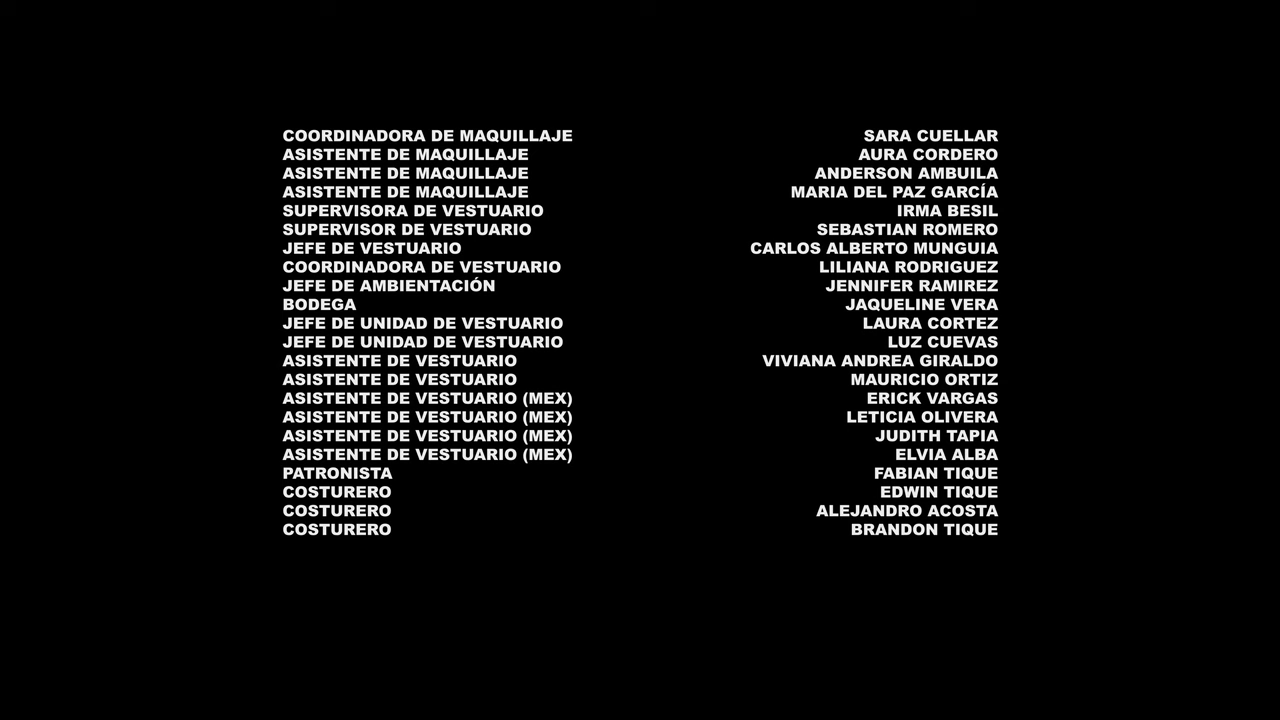 COORDINADORA DE MAQUILLAJE SARA CUELLAR
ASISTENTE DE MAQUILLAJE AURA CORDERO
ASISTENTE DE MAQUILLAJE ANDERSON AMBUILA
ASISTENTE DE MAQUILLAJE MARIA DEL PAZ GARCÍA
SUPERVISORA DE VESTUARIO IRMA BESIL
SUPERVISOR DE VESTUARIO SEBASTIAN ROMERO
JEFE DE VESTUARIO CARLOS ALBERTO MUNGUIA
COORDINADORA DE VESTUARIO LILIANA RODRIGUEZ
JEFE DE AMBIENTACIÓN JENNIFER RAMIREZ
BODEGA JAQUELINE VERA
JEFE DE UNIDAD DE VESTUARIO LAURA CORTEZ
JEFE DE UNIDAD DE VESTUARIO LUZ CUEVAS
ASISTENTE DE VESTUARIO VIVIANA ANDREA GIRALDO
ASISTENTE DE VESTUARIO MAURICIO ORTIZ
ASISTENTE DE VESTUARIO (MEX) ERICK VARGAS
ASISTENTE DE VESTUARIO (MEX) LETICIA OLIVERA
ASISTENTE DE VESTUARIO (MEX) JUDITH TAPIA
ASISTENTE DE VESTUARIO (MEX) ELVIA ALBA
PATRONISTA FABIAN TIQUE
COSTURERO EDWIN TIQUE
COSTURERO ALEJANDRO ACOSTA
COSTURERO BRANDON TIQUE